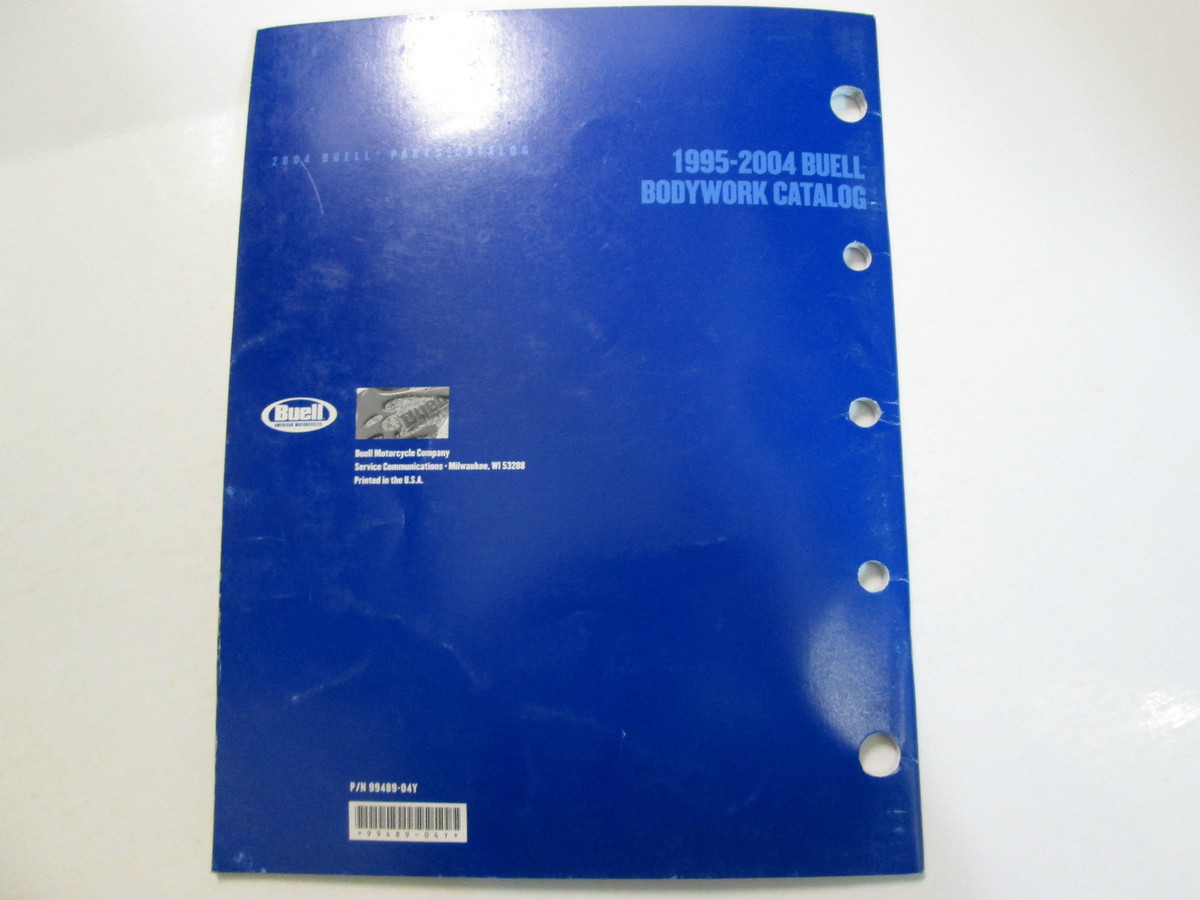 2004 BUELL® PARTS CATALOG
1995-2004 BUELL
BODYWORK CATALOG
Buell
AMERICAN MOTORCYCLES
Buell Motorcycle Company
Service Communications · Milwaukee, WI 53208
Printed in the U.S.A.
P/N 99489-04Y
*99489-04Y*